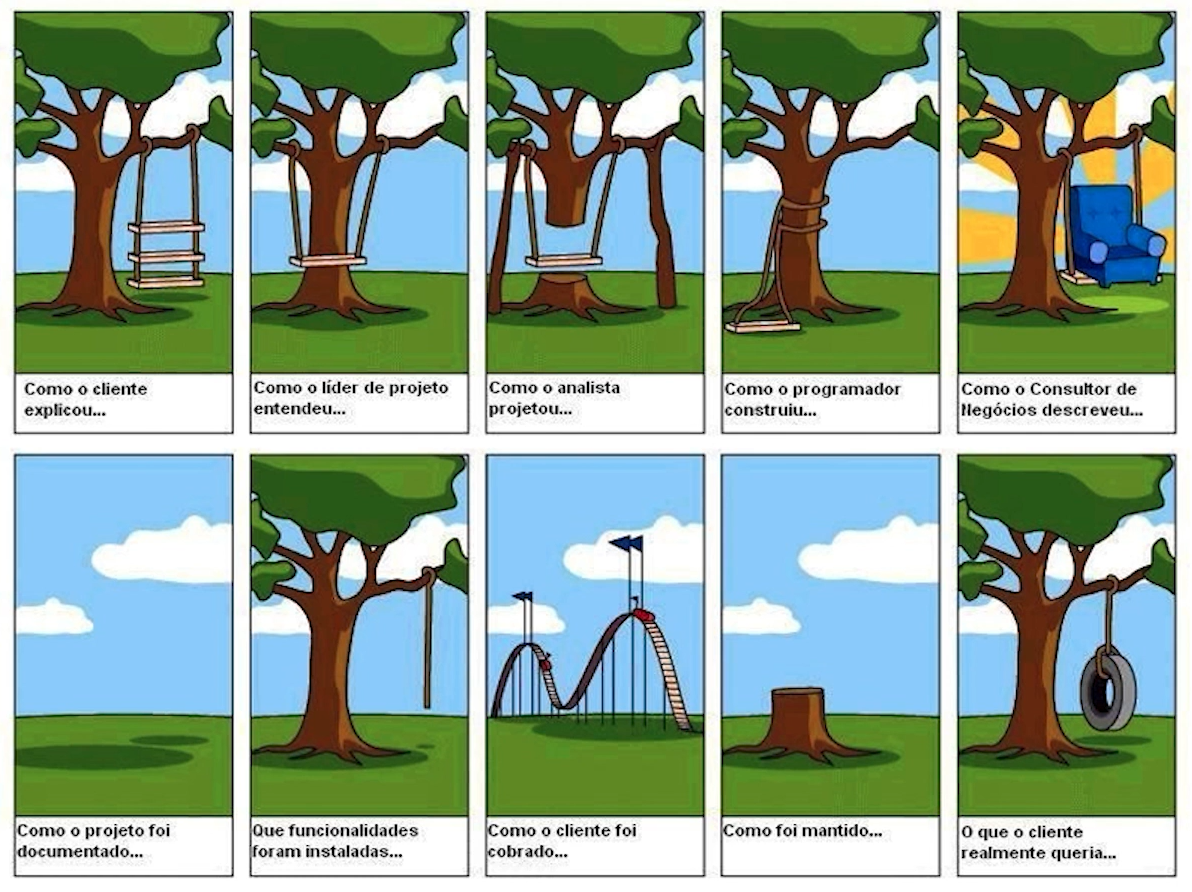 Como o cliente
explicou...
Como o líder de projeto
entendeu...
Como o analista
projetou...
Como o programador
construiu...
Como o Consultor de
Negócios descreveu...
Como o projeto foi
documentado...
Que funcionalidades
foram instaladas...
Como o cliente foi
cobrado...
Como foi mantido...
O que o cliente
realmente queria...